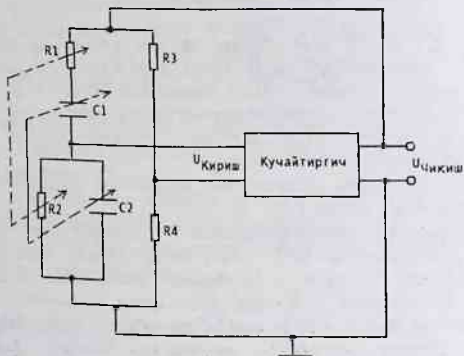 R1
R3
C1
UКириш
Кучайтиргич
UЧикиш
R2
C2
R4